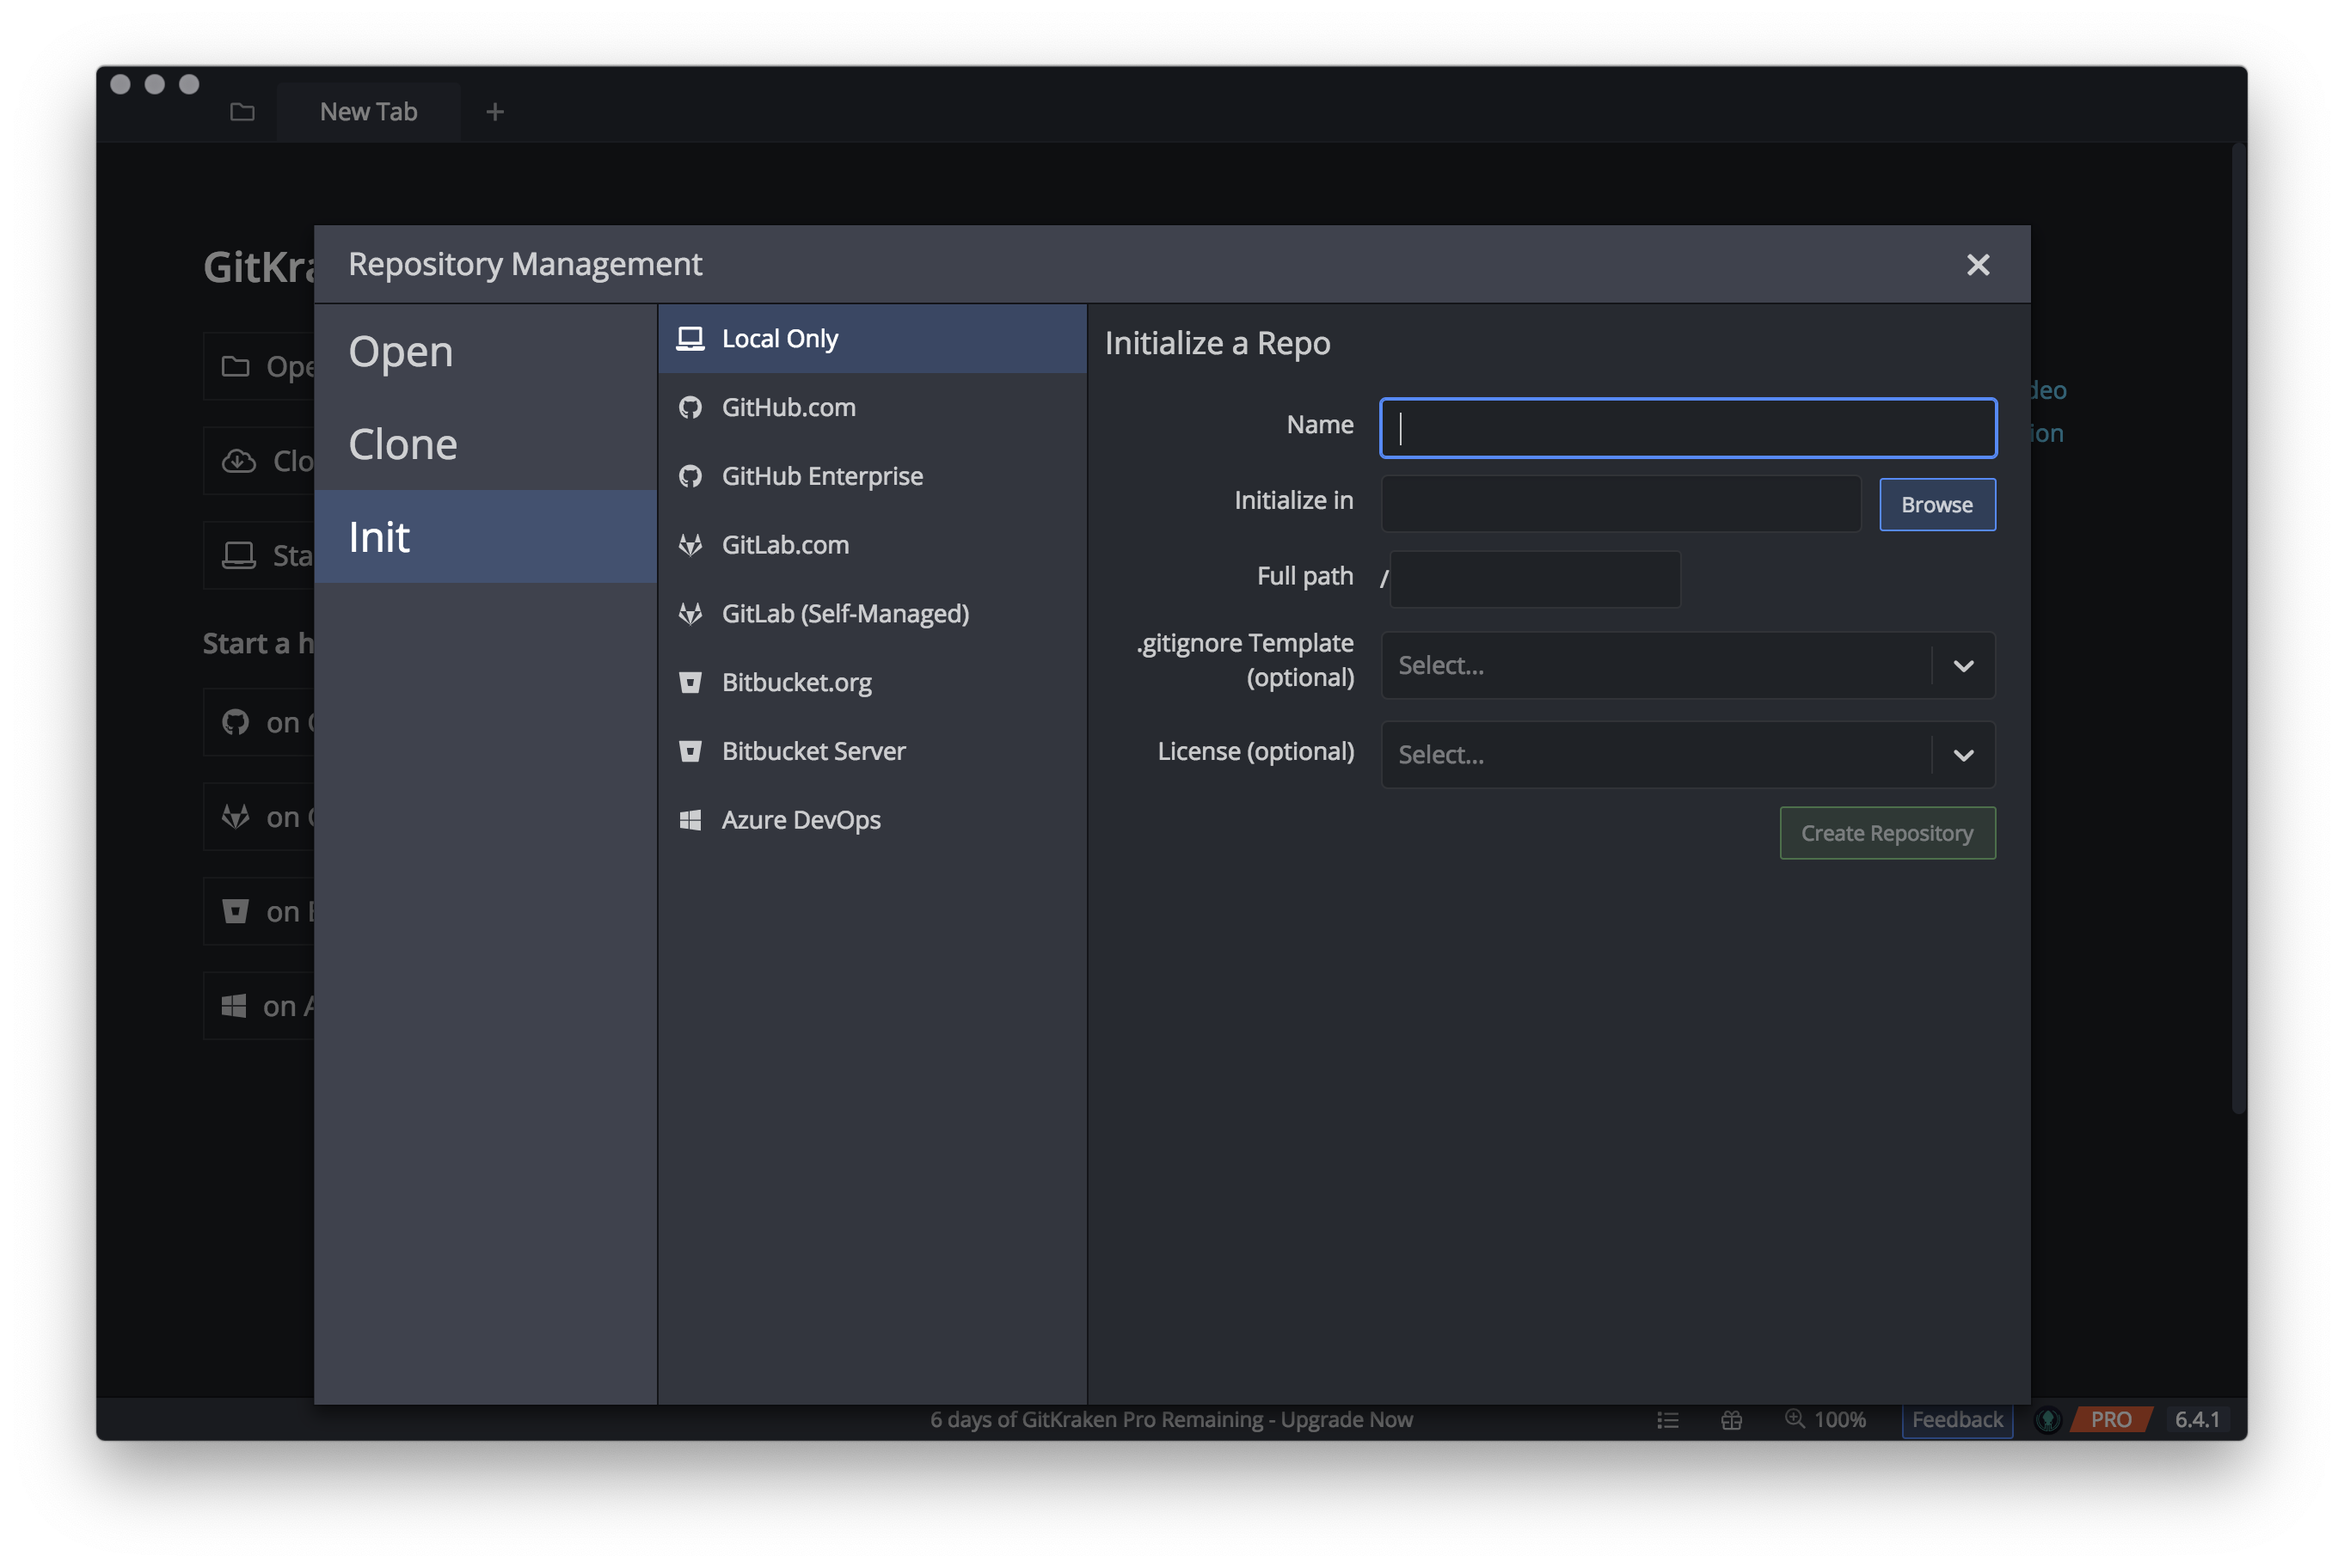 New Tab
GitKra
Repository Management
Open
Clone
Init
Local Only
GitHub.com
GitHub Enterprise
GitLab.com
GitLab (Self-Managed)
Bitbucket.org
Bitbucket Server
Azure DevOps
Initialize a Repo
Name
Initialize in
Browse
Full path /
.gitignore Template
(optional)
Select...
License (optional)
Select...
Create Repository
Ope
Clo
Sta
Start a h
on
on
on
on
deo
ion
6 days of GitKraken Pro Remaining - Upgrade Now
100%
Feedback
PRO
6.4.1